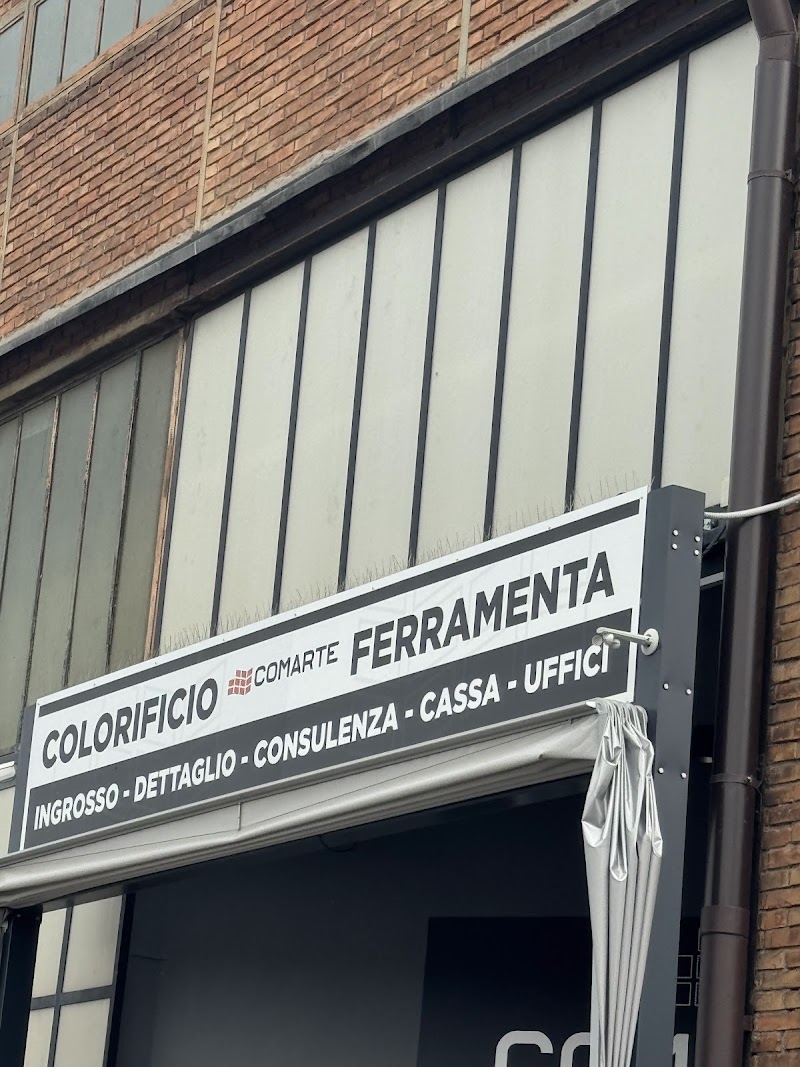 COLORIFICIO COMARTE FERRAMENTA
INGROSSO - DETTAGLIO - CONSULENZA - CASSA - UFFICI